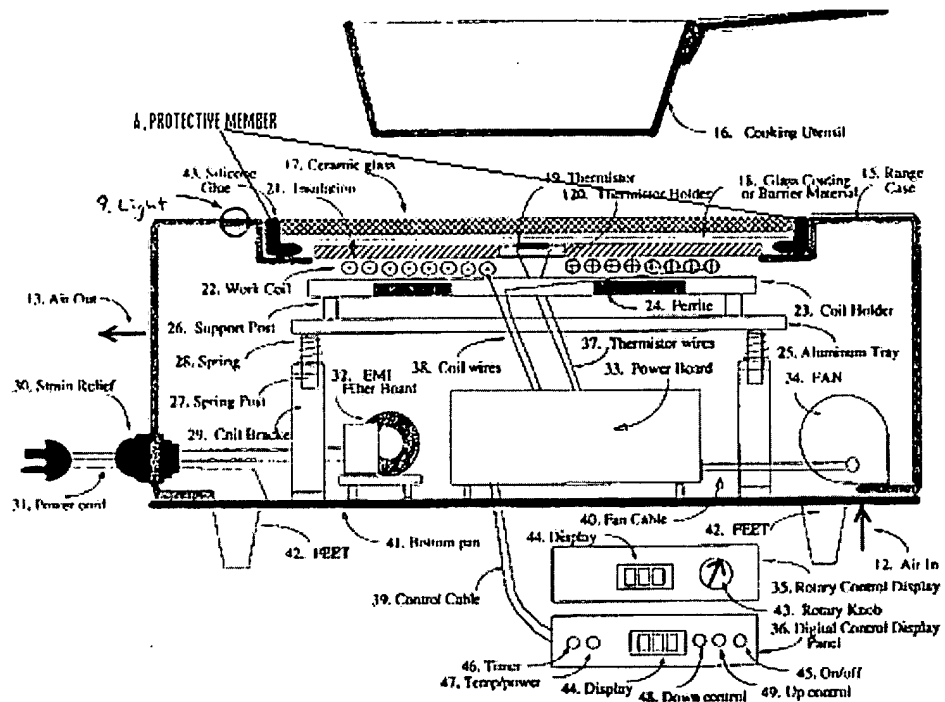 A. PROTECTIVE MEMBER
16. Cooking Utensil
43. Silicone Glue
17. Ceramic glass
21. Insulation
19. Thermistor
120. Thermistor Holder
18. Glass Coating or Barrier Material
15. Range Case
9. Light
22. Work Coil
24. Ferrite
23. Coil Holder
13. Air Out
26. Support Post
28. Spring
38. Coil wires
37. Thermistor wires
25. Aluminum Tray
30. Strain Relief
32. EMI Filter Board
33. Power Board
34. FAN
27. Spring Post
29. Coil Bracket
31. Power cord
42. FEET
41. Bottom pan
40. Fan Cable
42. FEET
44. Display
12. Air In
39. Control Cable
35. Rotary Control Display
43. Rotary Knob
36. Digital Control Display Panel
46. Timer
47. Temp/power
44. Display
48. Down control
45. On/off
49. Up control